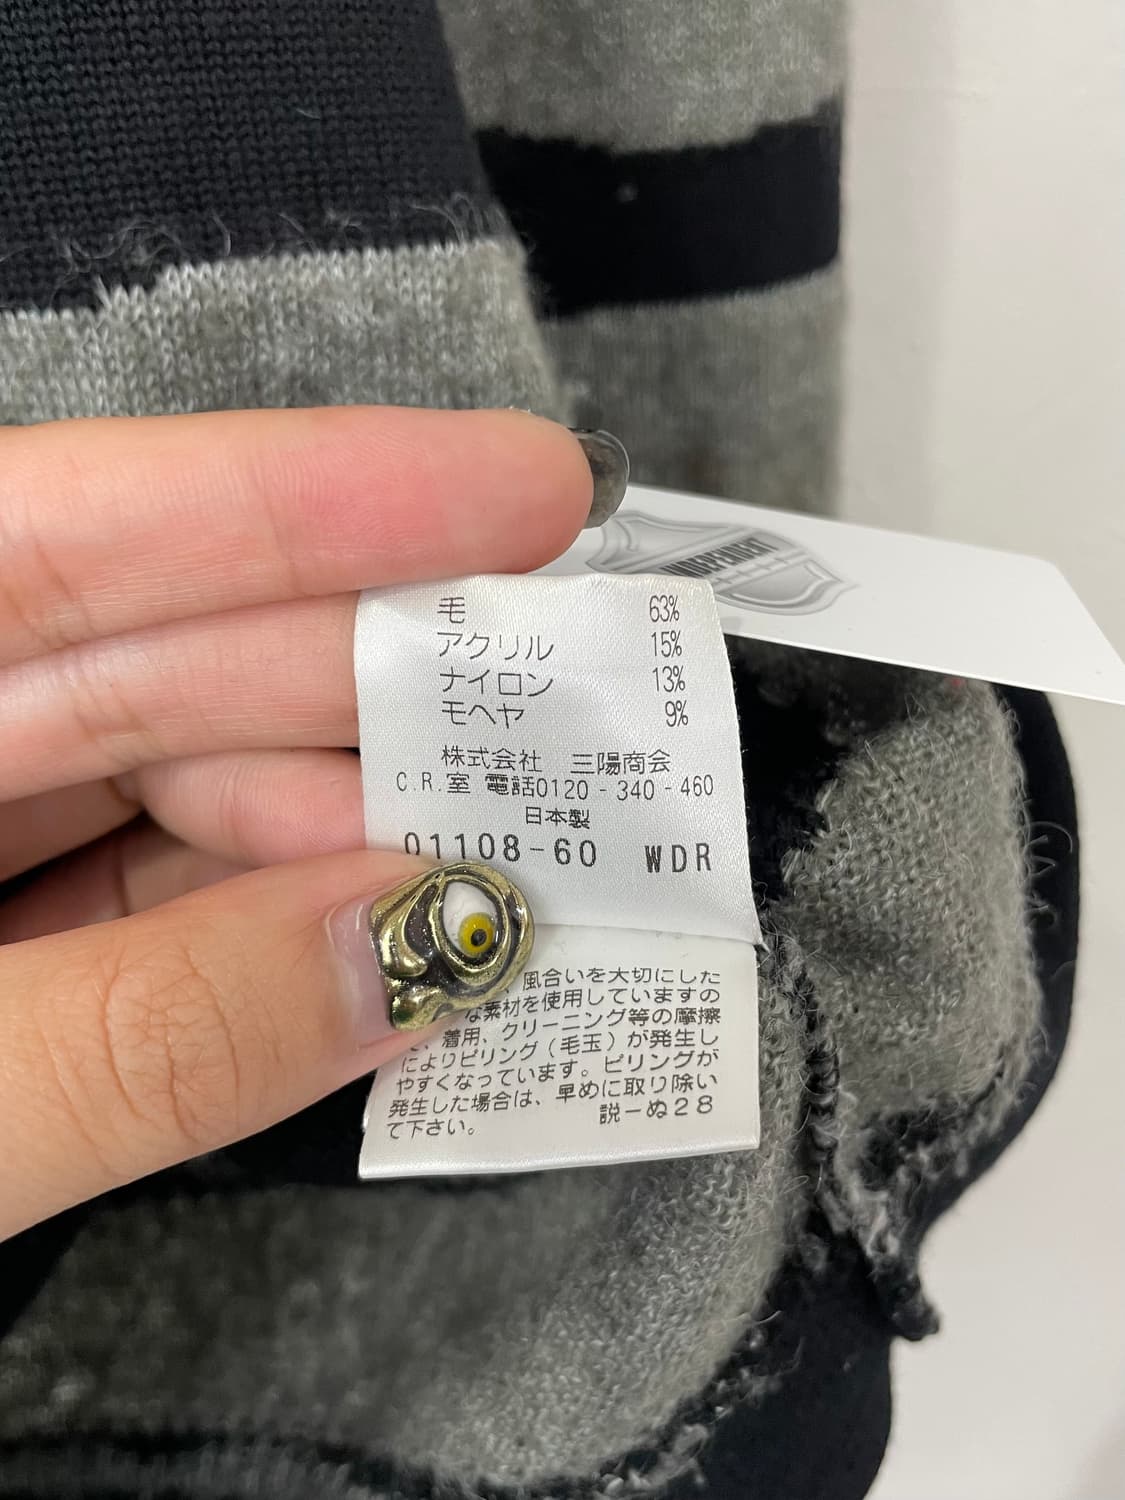 INDEPENDENT
毛 63%
アクリル 15%
ナイロン 13%
モヘヤ 9%
株式会社 三陽商会
C.R.室 電話0120-340-460
日本製
01108-60 WDR
風合いを大切にした
な素材を使用していますの
、着用、クリーニング等の摩擦
によりピリング(毛玉)が発生し
やすくなっています。ピリングが
発生した場合は、早めに取り除い
て下さい。 説ーぬ28